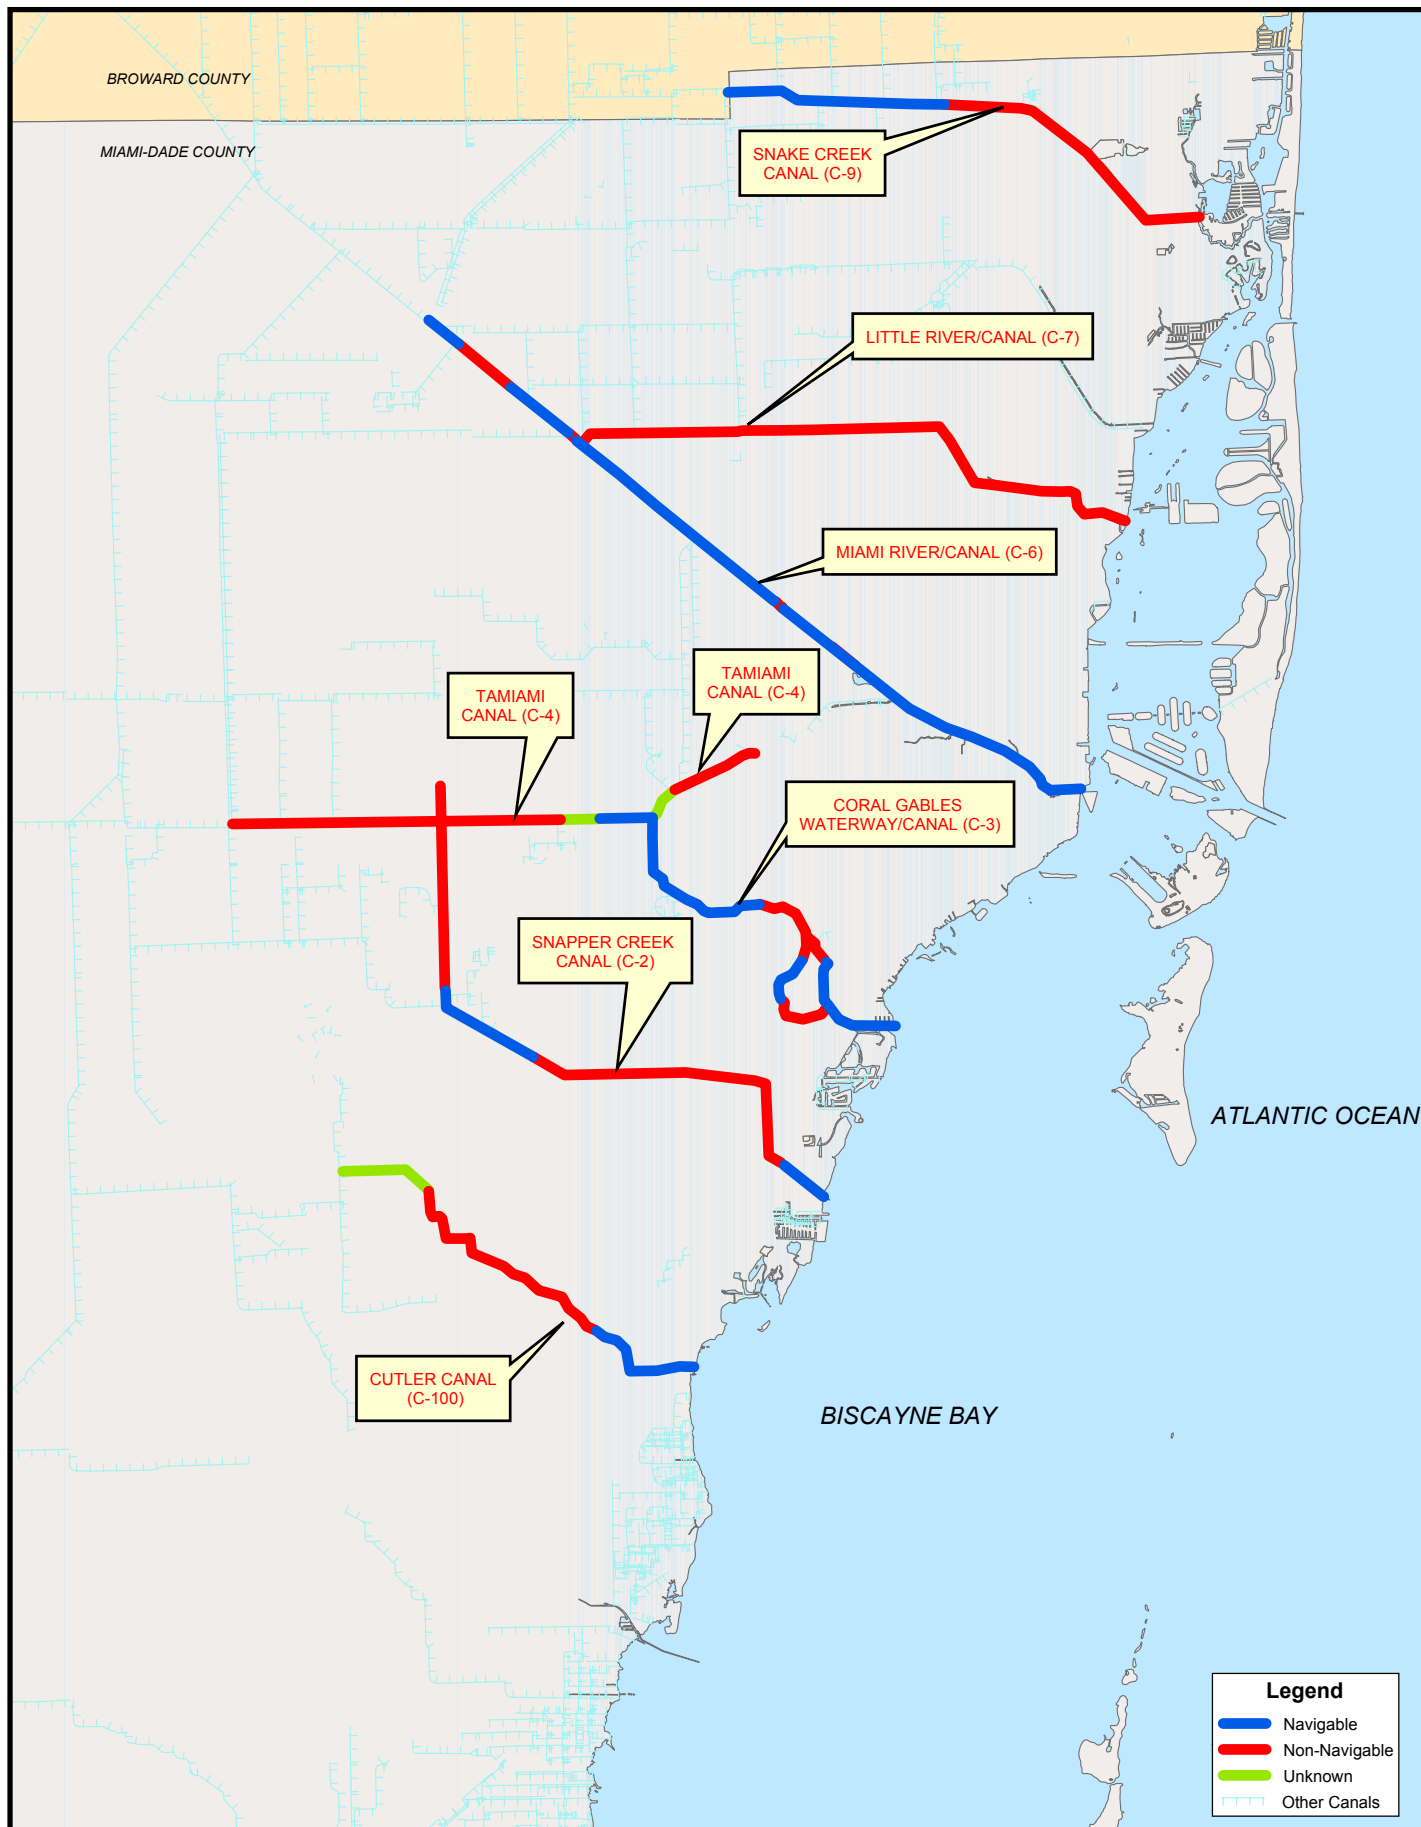 BROWARD COUNTY
MIAMI-DADE COUNTY
SNAKE CREEK
CANAL (C-9)
LITTLE RIVER/CANAL (C-7)
MIAMI RIVER/CANAL (C-6)
TAMIAMI
CANAL (C-4)
TAMIAMI
CANAL (C-4)
CORAL GABLES
WATERWAY/CANAL (C-3)
SNAPPER CREEK
CANAL (C-2)
ATLANTIC OCEAN
CUTLER CANAL
(C-100)
BISCAYNE BAY
Legend
Navigable
Non-Navigable
Unknown
Other Canals